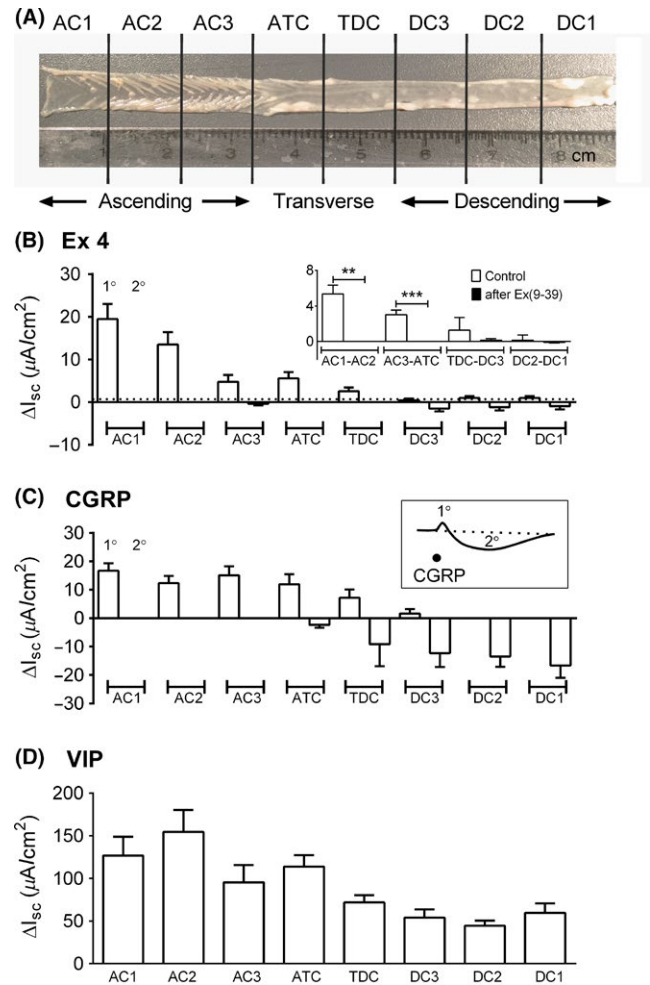 (A) AC1 AC2 AC3 ATC TDC DC3 DC2 DC1
1 2 3 4 5 6 7 8 cm
Ascending Transverse Descending
(B) Ex 4
ΔIsc (μA/cm2)
30
20
10
0
−10
1° 2°
8
4
0
** ***
Control
after Ex(9-39)
AC1-AC2 AC3-ATC TDC-DC3 DC2-DC1
AC1 AC2 AC3 ATC TDC DC3 DC2 DC1
(C) CGRP
ΔIsc (μA/cm2)
30
20
10
0
−10
−20
−30
1° 2°
1°
2°
CGRP
AC1 AC2 AC3 ATC TDC DC3 DC2 DC1
(D) VIP
ΔIsc (μA/cm2)
200
150
100
50
0
AC1 AC2 AC3 ATC TDC DC3 DC2 DC1